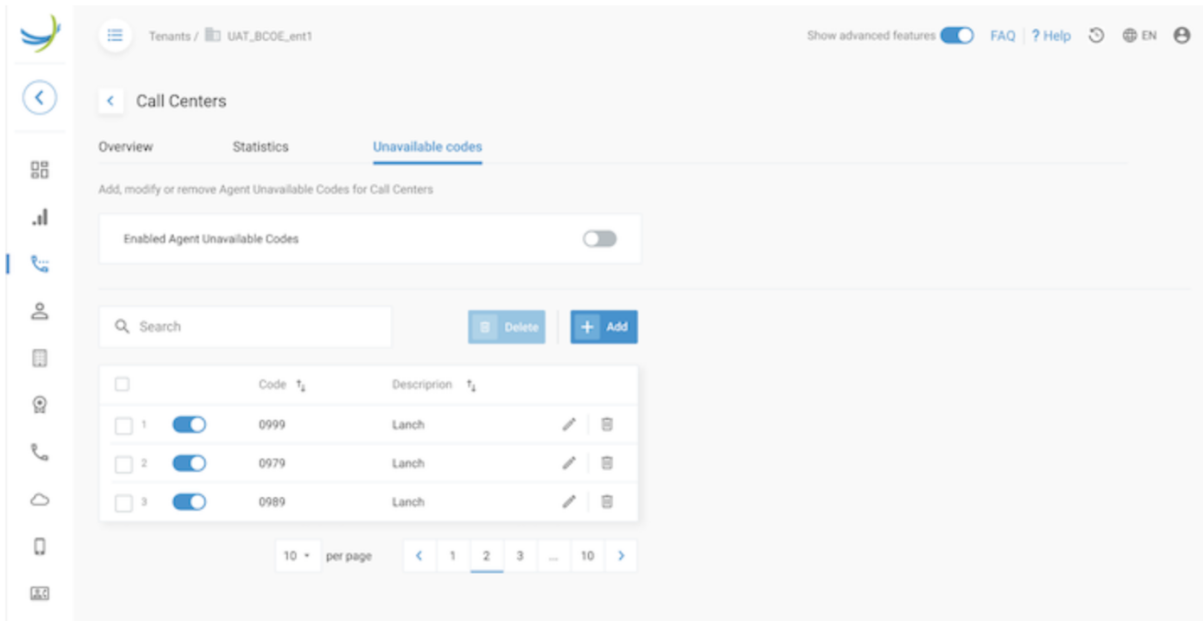 Tenants / UAT_BCOE_ent1 Show advanced features FAQ ? Help EN
Call Centers
Overview Statistics Unavailable codes
Add, modify or remove Agent Unavailable Codes for Call Centers
Enabled Agent Unavailable Codes
Search Delete + Add
Code Descriprion
1 0999 Lanch
2 0979 Lanch
3 0989 Lanch
10 per page < 1 2 3 ... 10 >